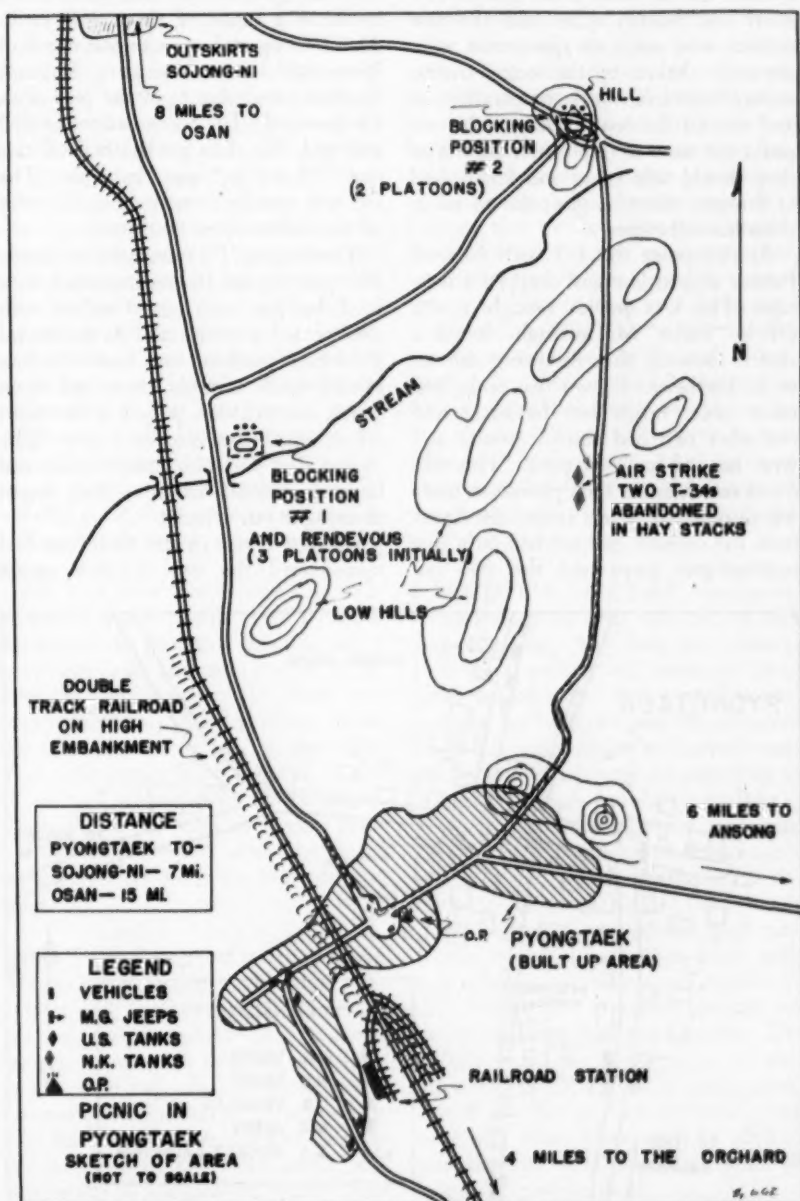 OUTSKIRTS
SOJONG-NI
8 MILES TO
OSAN
HILL
BLOCKING
POSITION
# 2
(2 PLATOONS)
N
STREAM
BLOCKING
POSITION
# 1
AND RENDEVOUS
(3 PLATOONS INITIALLY)
LOW HILLS
AIR STRIKE
TWO T-34s
ABANDONED
IN HAY STACKS
DOUBLE
TRACK RAILROAD
ON HIGH
EMBANKMENT
DISTANCE
PYONGTAEK TO-
SOJONG-NI— 7 MI.
OSAN— 15 MI.
6 MILES TO
ANSONG
O.P.
PYONGTAEK
(BUILT UP AREA)
LEGEND
VEHICLES
M.G. JEEPS
U.S. TANKS
N.K. TANKS
O.P.
RAILROAD STATION
PICNIC IN
PYONGTAEK
SKETCH OF AREA
(NOT TO SCALE)
4 MILES TO THE ORCHARD